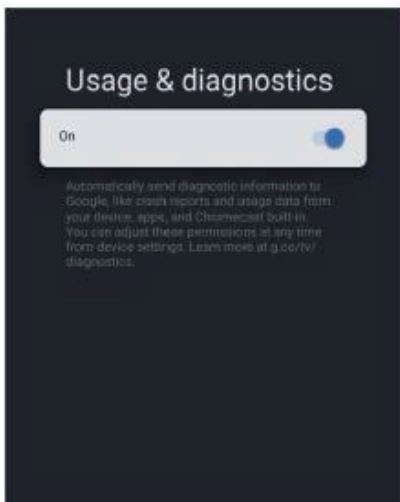 Usage & diagnostics
On
Automatically send diagnostic information to
Google, like crash reports and usage data from
your device, apps, and Chromecast built-in.
You can adjust these permissions at any time
from device settings. Learn more at g.co/tv/
diagnostics.